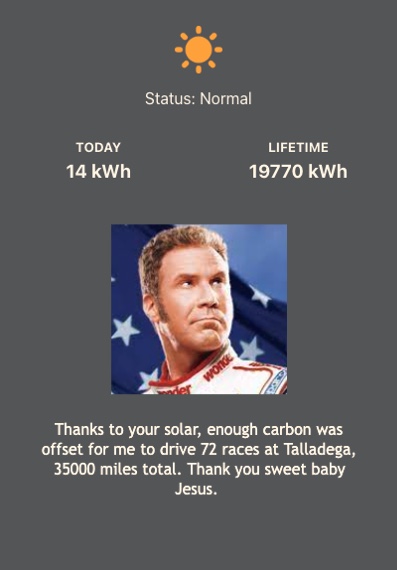 Status: Normal
TODAY
LIFETIME
14 kWh
19770 kWh
Thanks to your solar, enough carbon was
offset for me to drive 72 races at Talladega,
35000 miles total. Thank you sweet baby
Jesus.